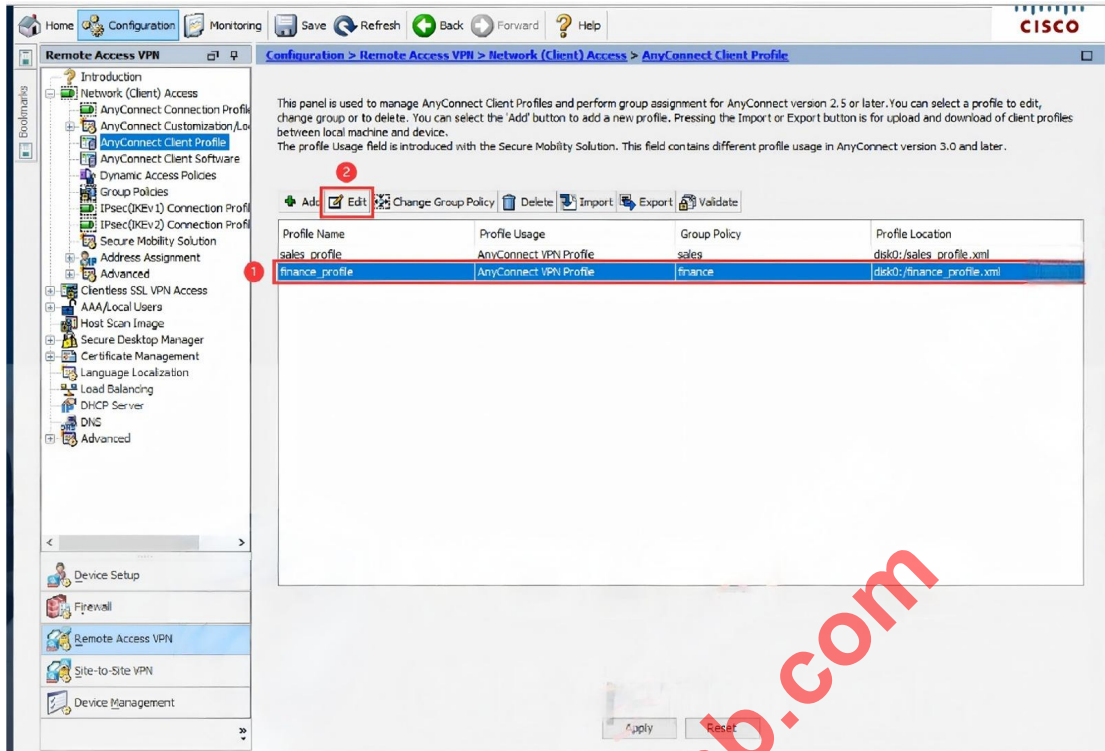 Home Configuration Monitoring Save Refresh Back Forward Help
CISCO
Bookmarks
Remote Access VPN
Introduction
Network (Client) Access
AnyConnect Connection Profil
AnyConnect Customization/Lo
AnyConnect Client Profile
AnyConnect Client Software
Dynamic Access Policies
Group Policies
IPsec(IKEv1) Connection Profil
IPsec(IKEv2) Connection Profil
Secure Mobility Solution
Address Assignment
Advanced
Clientless SSL VPN Access
AAA/Local Users
Host Scan Image
Secure Desktop Manager
Certificate Management
Language Localization
Load Balancing
DHCP Server
DNS
Advanced
Device Setup
Firewall
Remote Access VPN
Site-to-Site VPN
Device Management
Configuration > Remote Access VPN > Network (Client) Access > AnyConnect Client Profile
This panel is used to manage AnyConnect Client Profiles and perform group assignment for AnyConnect version 2.5 or later.You can select a profile to edit,
change group or to delete. You can select the 'Add' button to add a new profile. Pressing the Import or Export button is for upload and download of client profiles
between local machine and device.
The profile Usage field is introduced with the Secure Mobility Solution. This field contains different profile usage in AnyConnect version 3.0 and later.
2
Add Edit Change Group Policy Delete Import Export Validate
Profile Name Profile Usage Group Policy Profile Location
sales_profile AnyConnect VPN Profile sales disk0:/sales_profile.xml
1 finance_profile AnyConnect VPN Profile finance disk0:/finance_profile.xml
Apply Reset
b.com